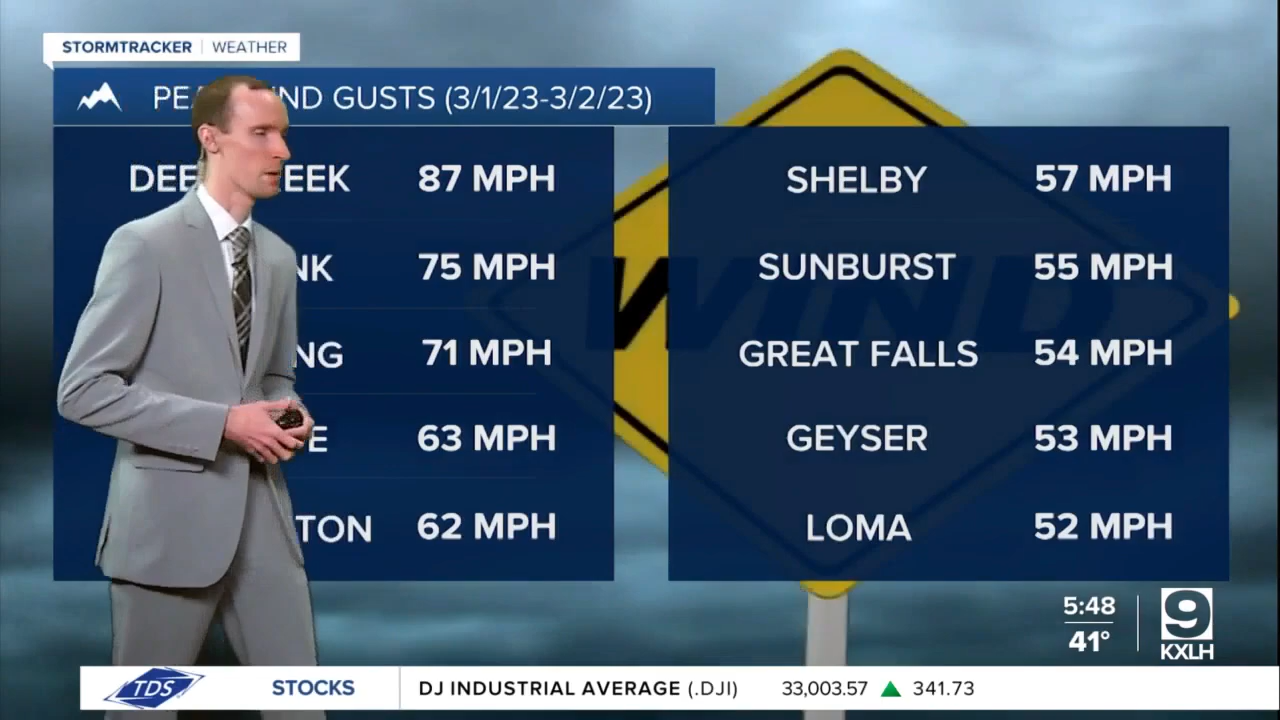 STORMTRACKER | WEATHER
GUSTS (3/1/23-3/2/23)
87 MPH
75 MPH
71 MPH
63 MPH
62 MPH
SHELBY 57 MPH
SUNBURST 55 MPH
GREAT FALLS 54 MPH
GEYSER 53 MPH
LOMA 52 MPH
WIND
5:48
41°
9
KXLH
TDS STOCKS DJ INDUSTRIAL AVERAGE (.DJI) 33,003.57 ▲ 341.73